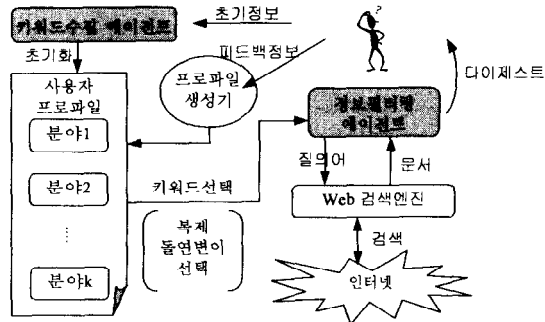 초기정보
키워드수집 에이전트
초기화
피드백정보
프로파일
생성기
다이제스트
사용자
프로파일
분야1
분야2
분야k
정보필터링
에이전트
질의어
문서
키워드선택
Web 검색엔진
복제
돌연변이
선택
검색
인터넷